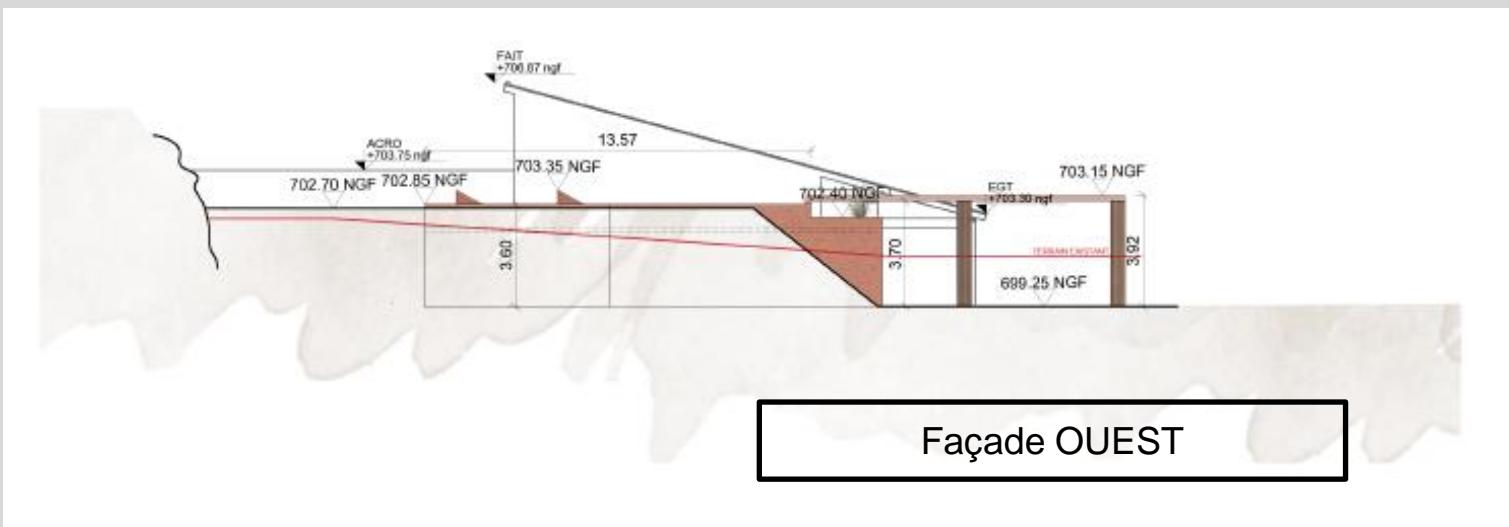 FAIT
+706.87 ngf
ACRO
+703.75 ngf
13.57
702.70 NGF
702.85 NGF
703.35 NGF
702.40 NGF
703.15 NGF
EGT
+703.30 ngf
3.60
3.70
TERRAIN EXISTANT
3.92
699.25 NGF
Façade OUEST